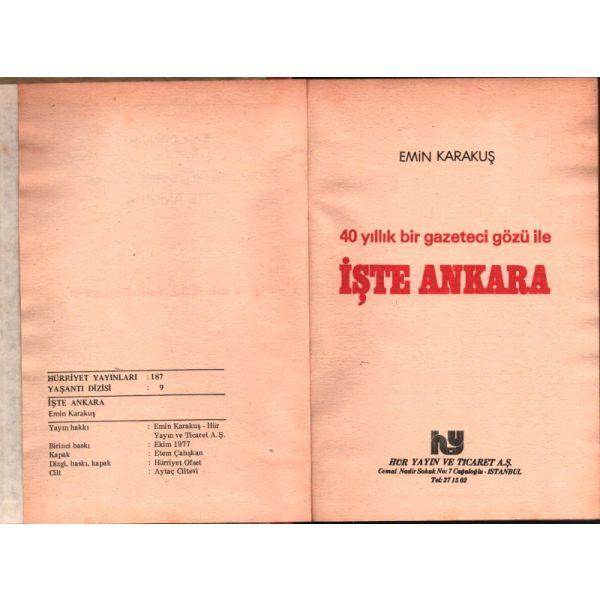 HÜRRİYET YAYINLARI : 187
YAŞANTI DİZİSİ : 9
İŞTE ANKARA
Emin Karakuş
Yayın hakkı : Emin Karakuş - Hür
Yayın ve Ticaret A.Ş.
Birinci baskı : Ekim 1977
Kapak : Etem Çalışkan
Dizgi, baskı, kapak : Hürriyet Ofset
Cilt : Aytaç Ciltevi
EMİN KARAKUŞ
40 yıllık bir gazeteci gözü ile
İŞTE ANKARA
hy
HÜR YAYIN VE TİCARET A.Ş.
Cemal Nadir Sokak No: 7 Cağaloğlu - İSTANBUL
Tel: 27 15 02